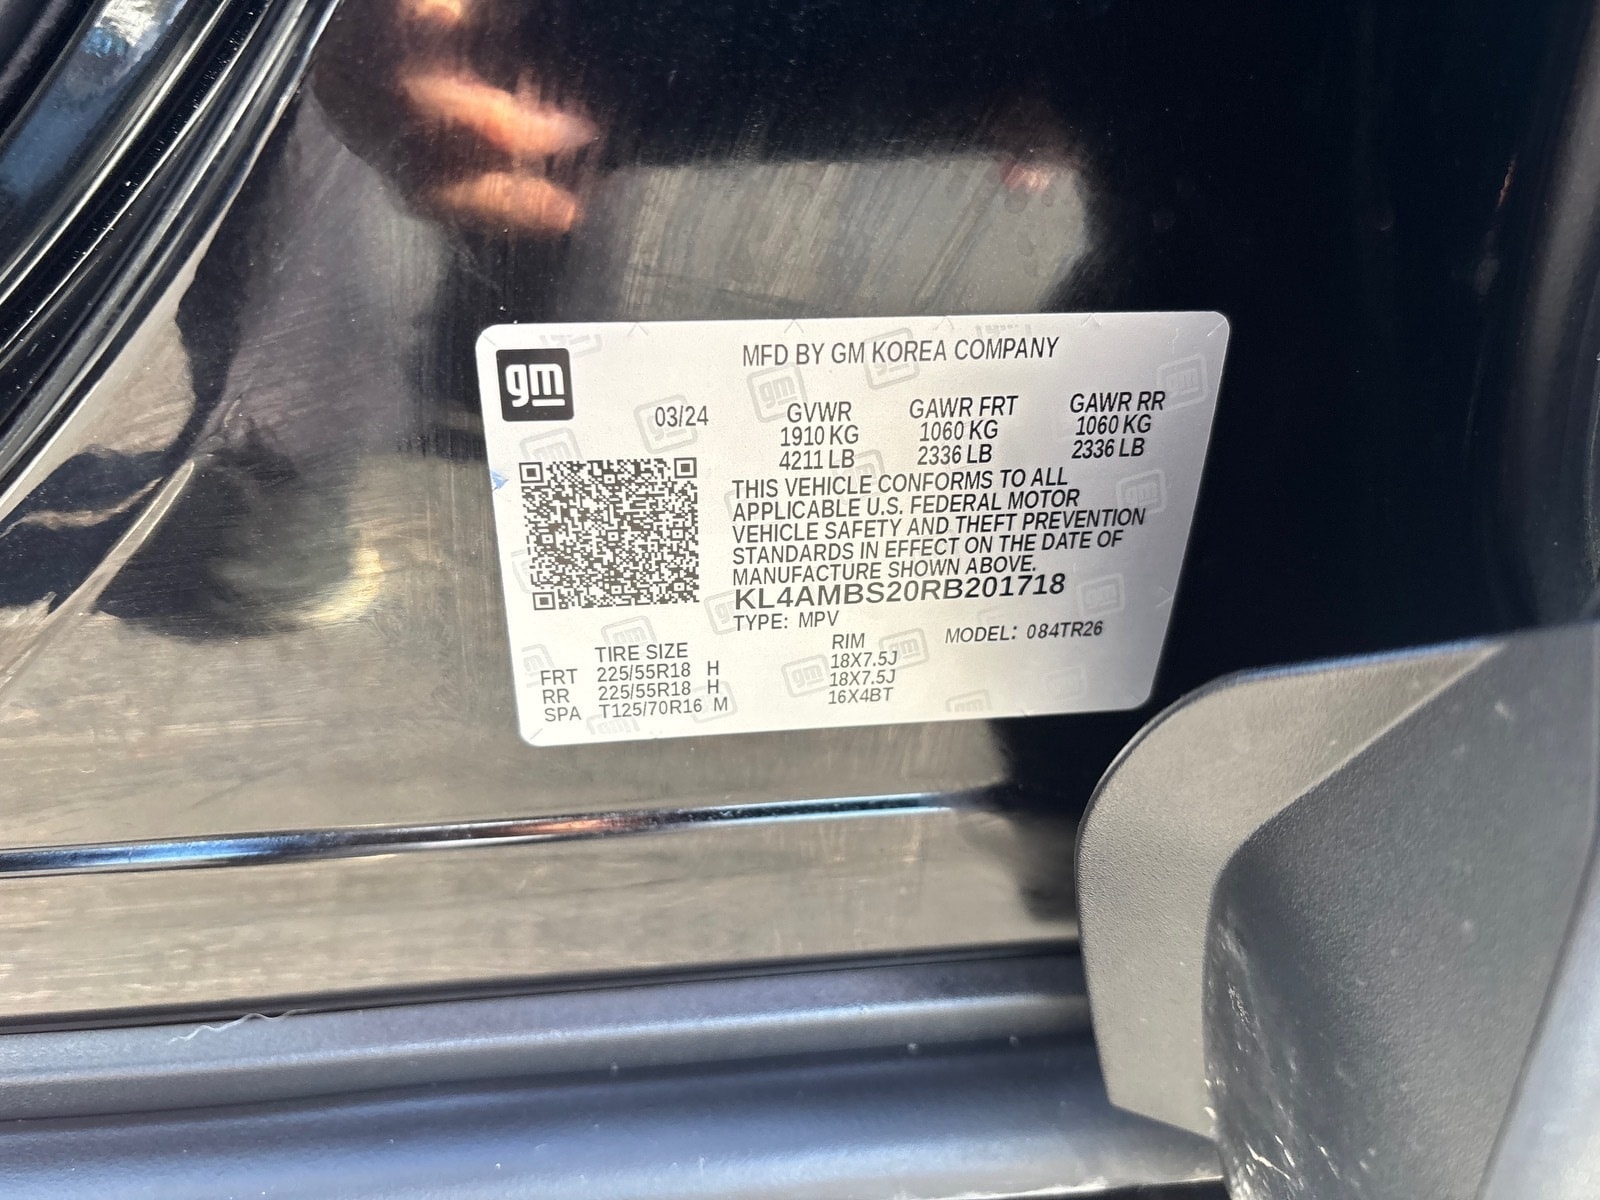 gm
MFD BY GM KOREA COMPANY
03/24 GVWR GAWR FRT GAWR RR
1910 KG 1060 KG 1060 KG
4211 LB 2336 LB 2336 LB
THIS VEHICLE CONFORMS TO ALL
APPLICABLE U.S. FEDERAL MOTOR
VEHICLE SAFETY AND THEFT PREVENTION
STANDARDS IN EFFECT ON THE DATE OF
MANUFACTURE SHOWN ABOVE.
KL4AMBS20RB201718
TYPE: MPV MODEL: 084TR26
TIRE SIZE RIM
FRT 225/55R18 H 18X7.5J
RR 225/55R18 H 18X7.5J
SPA T125/70R16 M 16X4BT